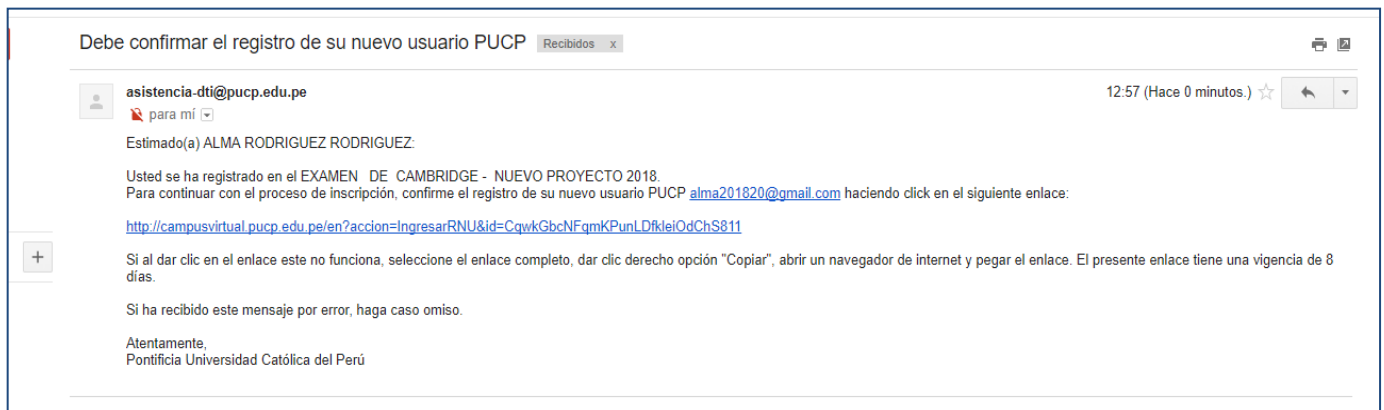 Debe confirmar el registro de su nuevo usuario PUCP Recibidos x
asistencia-dti@pucp.edu.pe 12:57 (Hace 0 minutos.)
para mí
Estimado(a) ALMA RODRIGUEZ RODRIGUEZ:
Usted se ha registrado en el EXAMEN DE CAMBRIDGE - NUEVO PROYECTO 2018.
Para continuar con el proceso de inscripción, confirme el registro de su nuevo usuario PUCP alma201820@gmail.com haciendo click en el siguiente enlace:
http://campusvirtual.pucp.edu.pe/en?accion=IngresarRNU&id=CqwkGbcNFqmKPunLDfkleiOdChS811
Si al dar clic en el enlace este no funciona, seleccione el enlace completo, dar clic derecho opción "Copiar", abrir un navegador de internet y pegar el enlace. El presente enlace tiene una vigencia de 8
días.
Si ha recibido este mensaje por error, haga caso omiso.
Atentamente,
Pontificia Universidad Católica del Perú